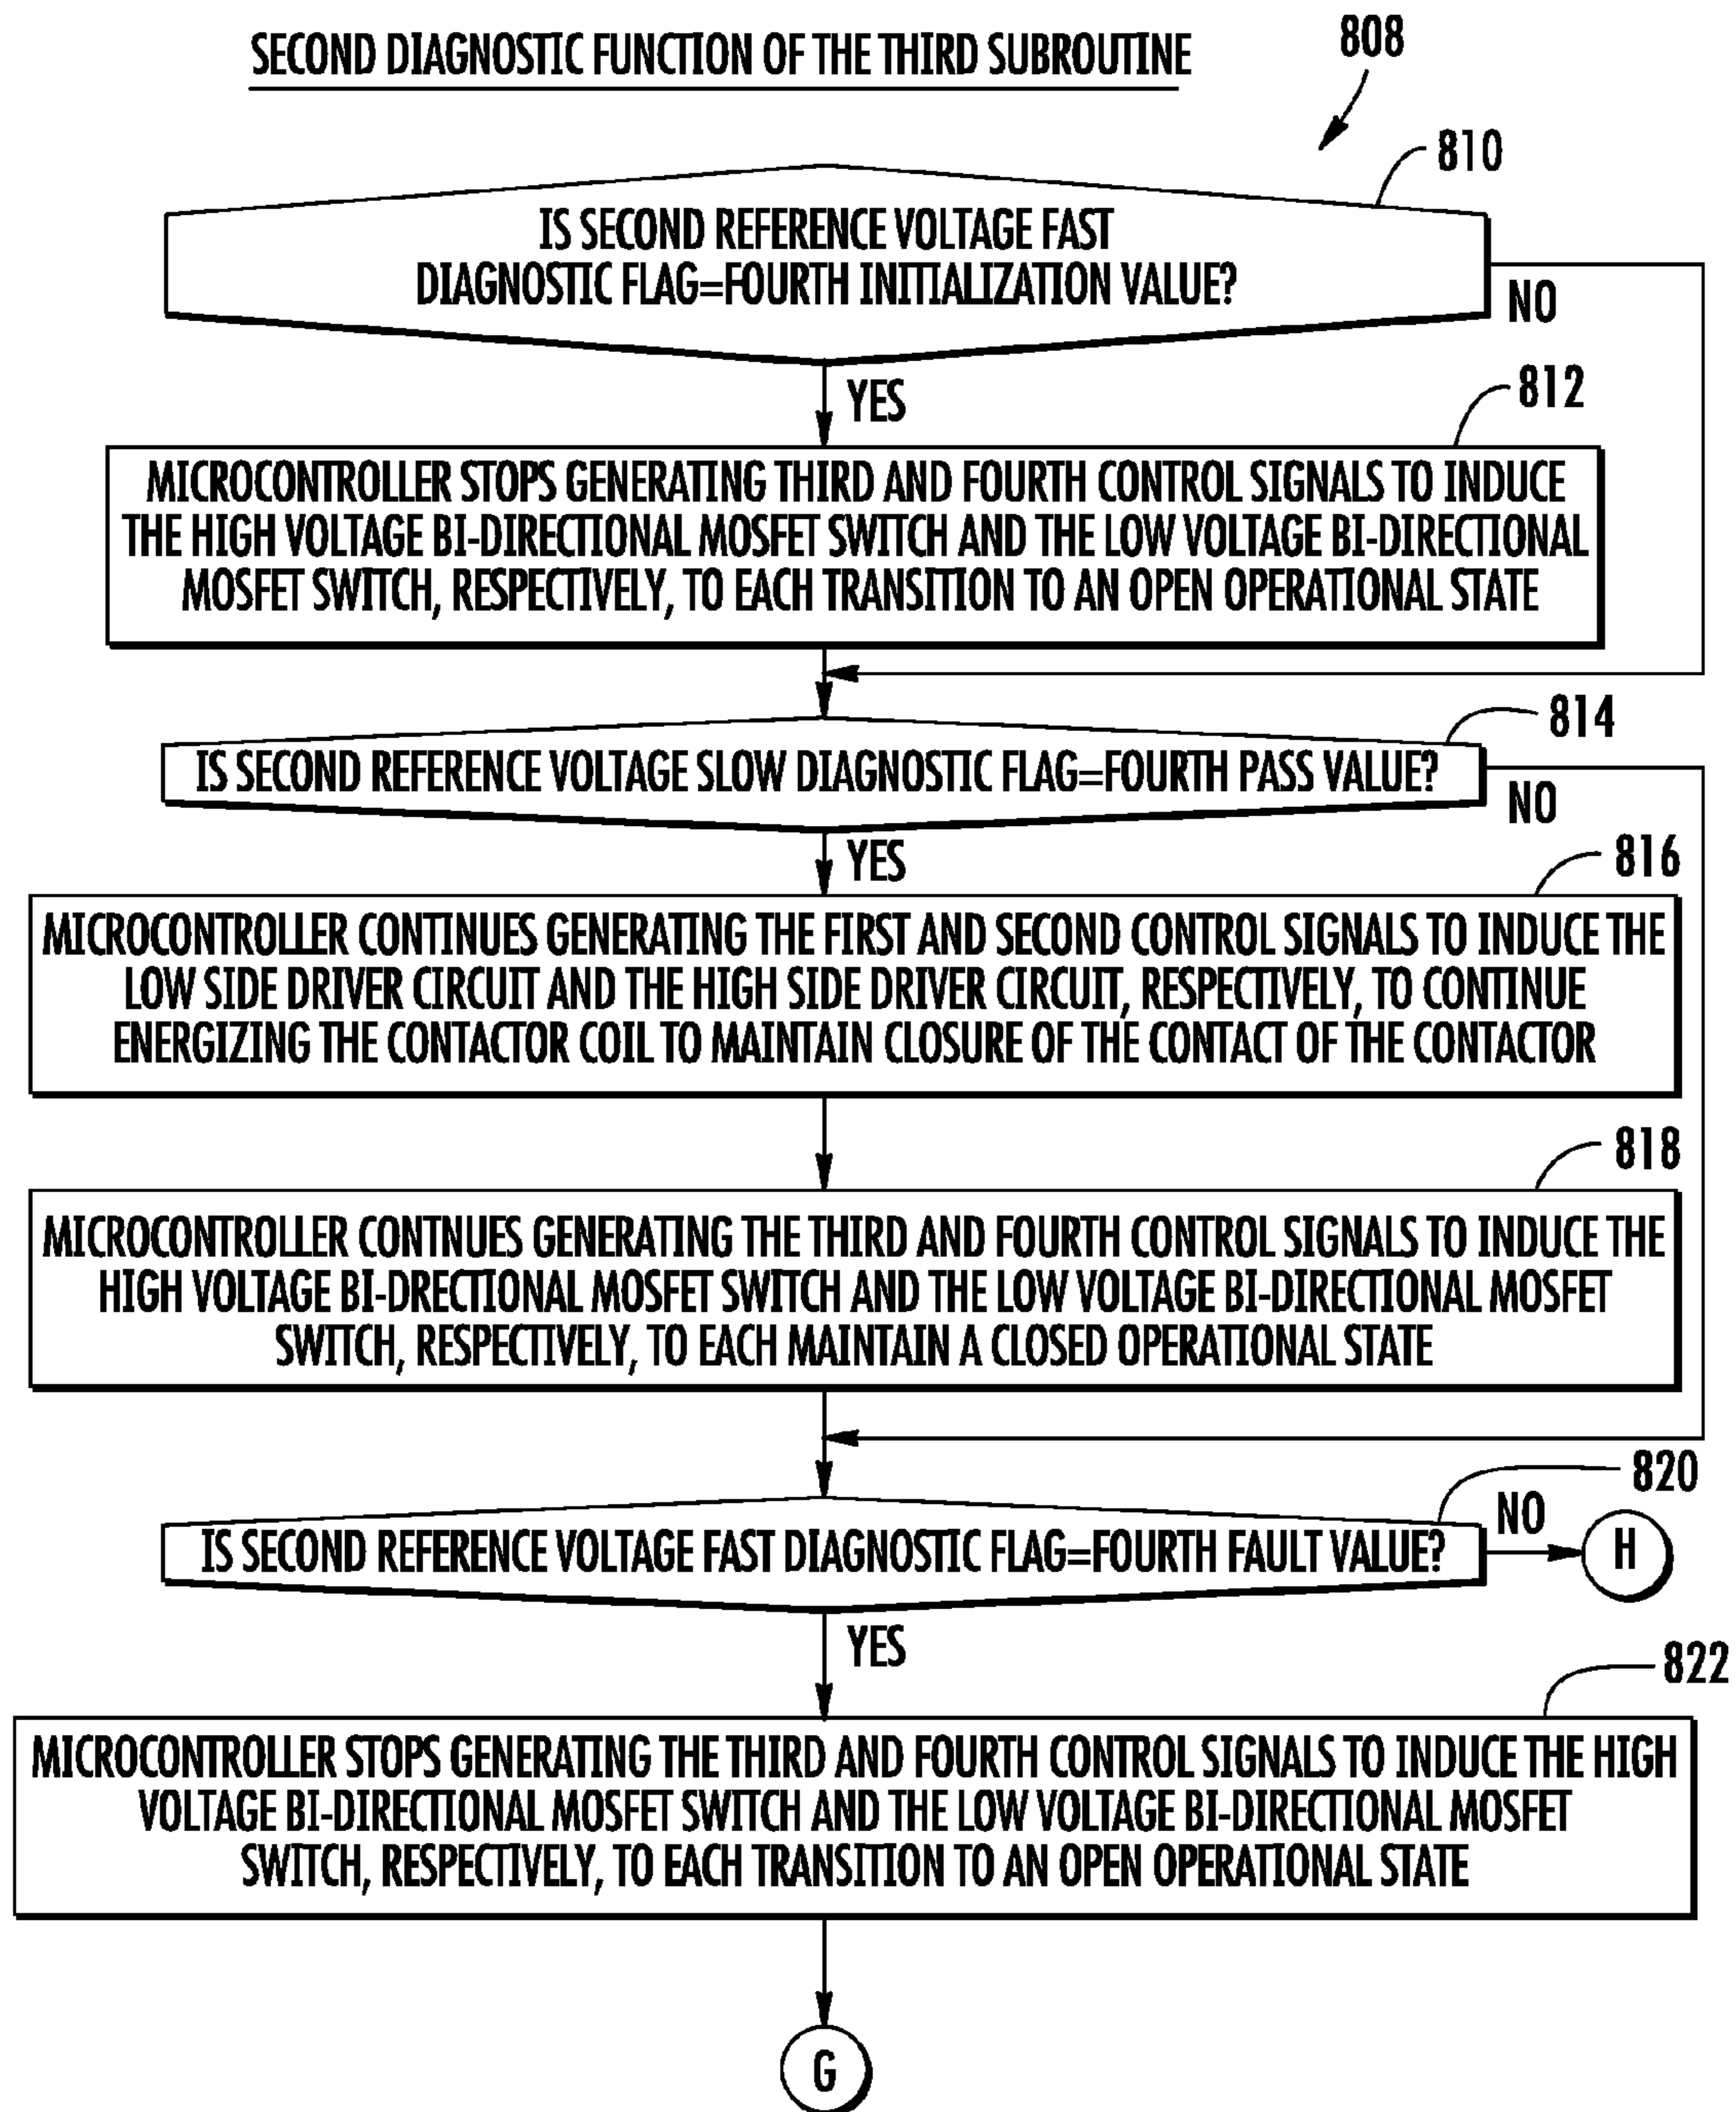 SECOND DIAGNOSTIC FUNCTION OF THE THIRD SUBROUTINE
808
810
IS SECOND REFERENCE VOLTAGE FAST
DIAGNOSTIC FLAG=FOURTH INITIALIZATION VALUE?
NO
YES
812
MICROCONTROLLER STOPS GENERATING THIRD AND FOURTH CONTROL SIGNALS TO INDUCE
THE HIGH VOLTAGE BI-DIRECTIONAL MOSFET SWITCH AND THE LOW VOLTAGE BI-DIRECTIONAL
MOSFET SWITCH, RESPECTIVELY, TO EACH TRANSITION TO AN OPEN OPERATIONAL STATE
814
IS SECOND REFERENCE VOLTAGE SLOW DIAGNOSTIC FLAG=FOURTH PASS VALUE?
NO
YES
816
MICROCONTROLLER CONTINUES GENERATING THE FIRST AND SECOND CONTROL SIGNALS TO INDUCE THE
LOW SIDE DRIVER CIRCUIT AND THE HIGH SIDE DRIVER CIRCUIT, RESPECTIVELY, TO CONTINUE
ENERGIZING THE CONTACTOR COIL TO MAINTAIN CLOSURE OF THE CONTACT OF THE CONTACTOR
818
MICROCONTROLLER CONTNUES GENERATING THE THIRD AND FOURTH CONTROL SIGNALS TO INDUCE THE
HIGH VOLTAGE BI-DRECTIONAL MOSFET SWITCH AND THE LOW VOLTAGE BI-DIRECTIONAL MOSFET
SWITCH, RESPECTIVELY, TO EACH MAINTAIN A CLOSED OPERATIONAL STATE
820
IS SECOND REFERENCE VOLTAGE FAST DIAGNOSTIC FLAG=FOURTH FAULT VALUE?
NO
H
YES
822
MICROCONTROLLER STOPS GENERATING THE THIRD AND FOURTH CONTROL SIGNALS TO INDUCE THE HIGH
VOLTAGE BI-DIRECTIONAL MOSFET SWITCH AND THE LOW VOLTAGE BI-DIRECTIONAL MOSFET
SWITCH, RESPECTIVELY, TO EACH TRANSITION TO AN OPEN OPERATIONAL STATE
G